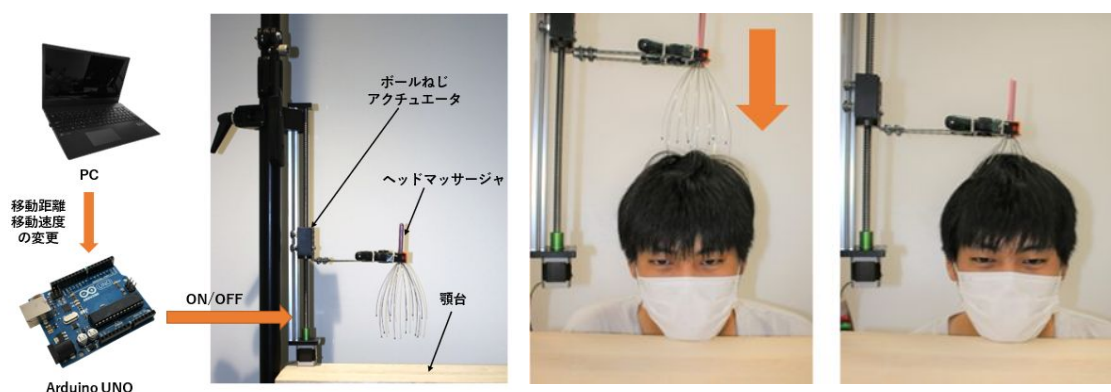 PC
移動距離
移動速度
の変更
Arduino UNO
ON/OFF
ボールねじ
アクチュエータ
ヘッドマッサージャ
顎台